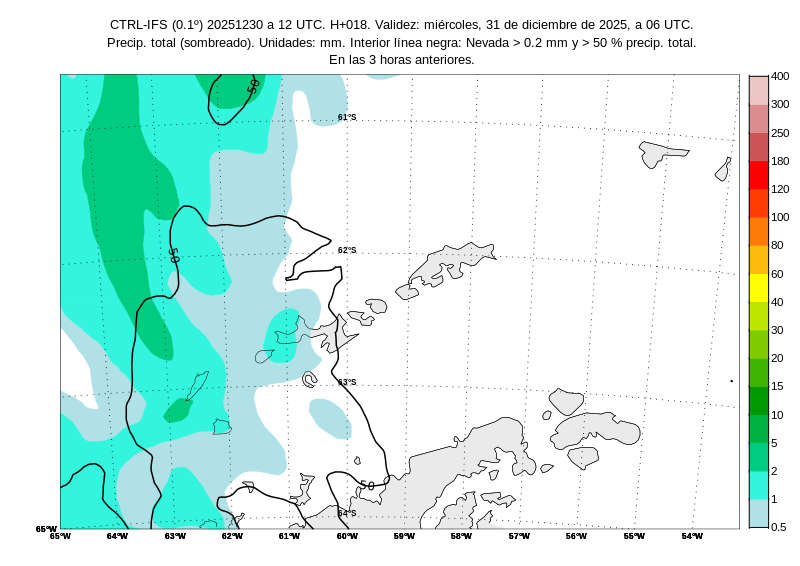 CTRL-IFS (0.1º) 20251230 a 12 UTC. H+018. Validez: miércoles, 31 de diciembre de 2025, a 06 UTC.
Precip. total (sombreado). Unidades: mm. Interior línea negra: Nevada > 0.2 mm y > 50 % precip. total.
En las 3 horas anteriores.
400
300
250
180
120
100
80
60
40
30
20
15
10
5
2
1
0.5
50
61°S
62°S
50
63°S
50
64°S
65°W
65°W
64°W
63°W
62°W
61°W
60°W
59°W
58°W
57°W
56°W
55°W
54°W